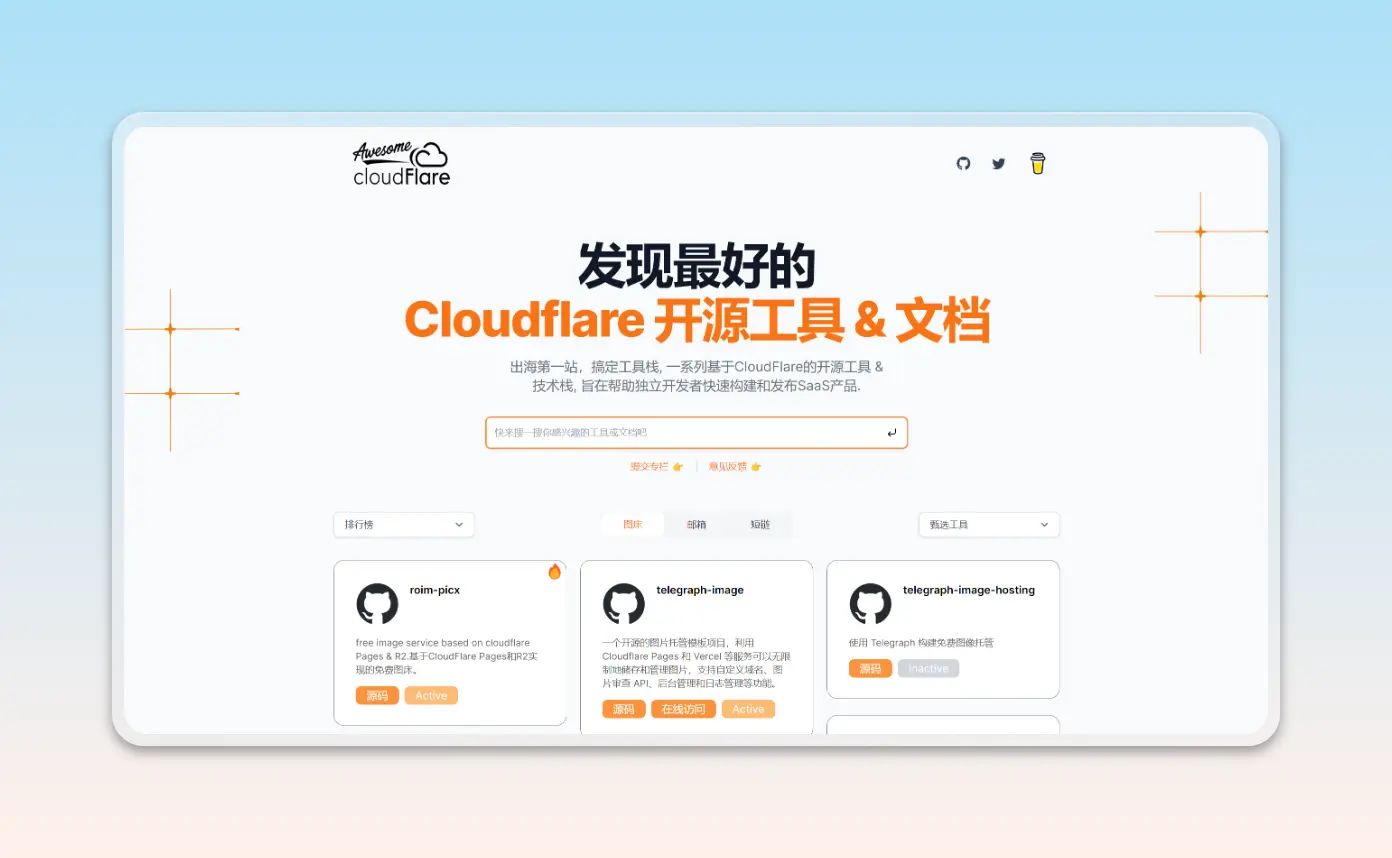 Awesome
cloudFlare
发现最好的
Cloudflare 开源工具 & 文档
出海第一站，搞定工具栈, 一系列基于CloudFlare的开源工具 &
技术栈, 旨在帮助独立开发者快速构建和发布SaaS产品.
快来搜一搜你感兴趣的工具或文档吧
提交专栏 👉 | 意见反馈 👉
排行榜
图床 邮箱 短链
甄选工具
roim-picx
free image service based on cloudflare
Pages & R2.基于CloudFlare Pages和R2实
现的免费图床。
源码 Active
telegraph-image
一个开源的图片托管模板项目，利用
Cloudflare Pages 和 Vercel 等服务可以无限
制地储存和管理图片，支持自定义域名、图
片审查 API、后台管理和日志管理等功能。
源码 在线访问 Active
telegraph-image-hosting
使用 Telegraph 构建免费图像托管
源码 Inactive